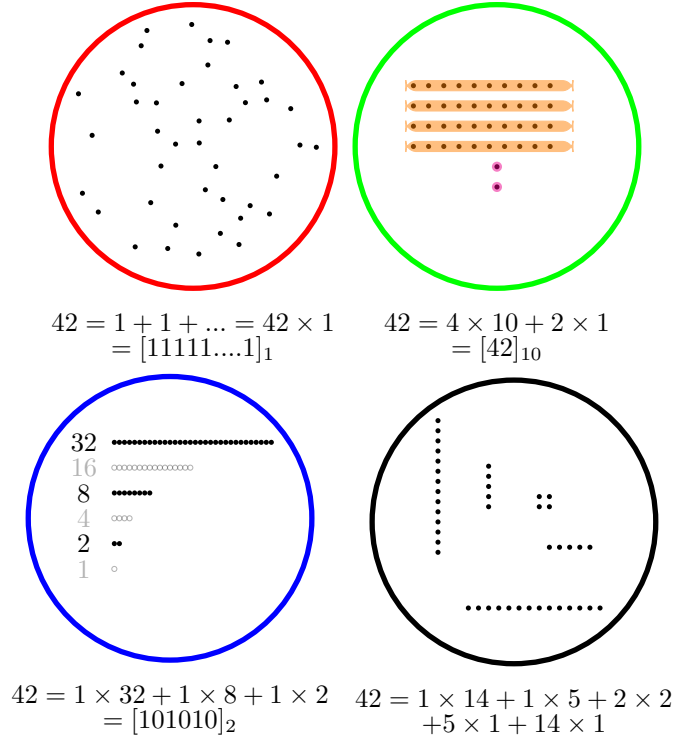 42 = 1 + 1 + ... = 42 × 1
= [11111....1]₁
42 = 4 × 10 + 2 × 1
= [42]₁₀
32
16
8
4
2
1
42 = 1 × 32 + 1 × 8 + 1 × 2
= [101010]₂
42 = 1 × 14 + 1 × 5 + 2 × 2
+5 × 1 + 14 × 1